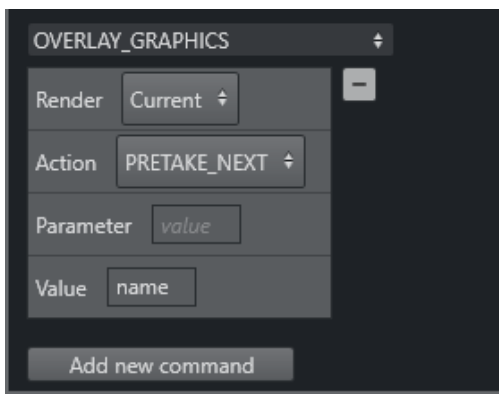 OVERLAY_GRAPHICS
Render Current
Action PRETAKE_NEXT
Parameter value
Value name
Add new command